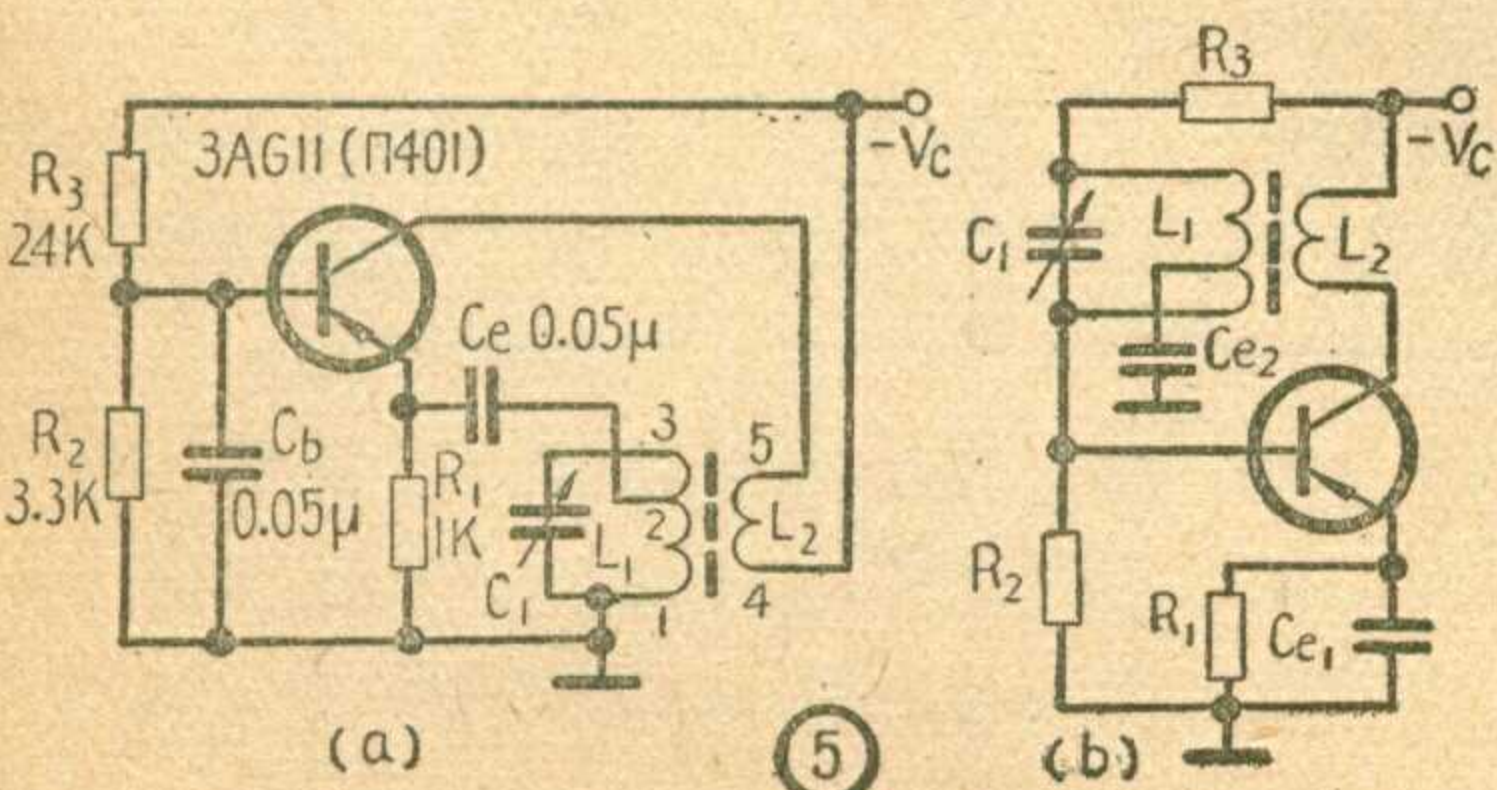 R₃
24K
3AG11 (П401)
-Vc
R₂
3.3K
Cb
0.05μ
Ce 0.05μ
R₁
1K
C₁
L₁
3
2
1
5
L₂
4
(a)
5
R₃
-Vc
C₁
L₁
L₂
Ce₂
R₂
R₁
Ce₁
(b)